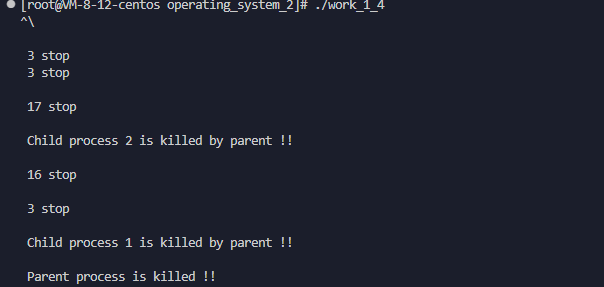 [root@VM-8-12-centos operating_system_2]# ./work_1_4
^\
3 stop
3 stop
17 stop
Child process 2 is killed by parent !!
16 stop
3 stop
Child process 1 is killed by parent !!
Parent process is killed !!